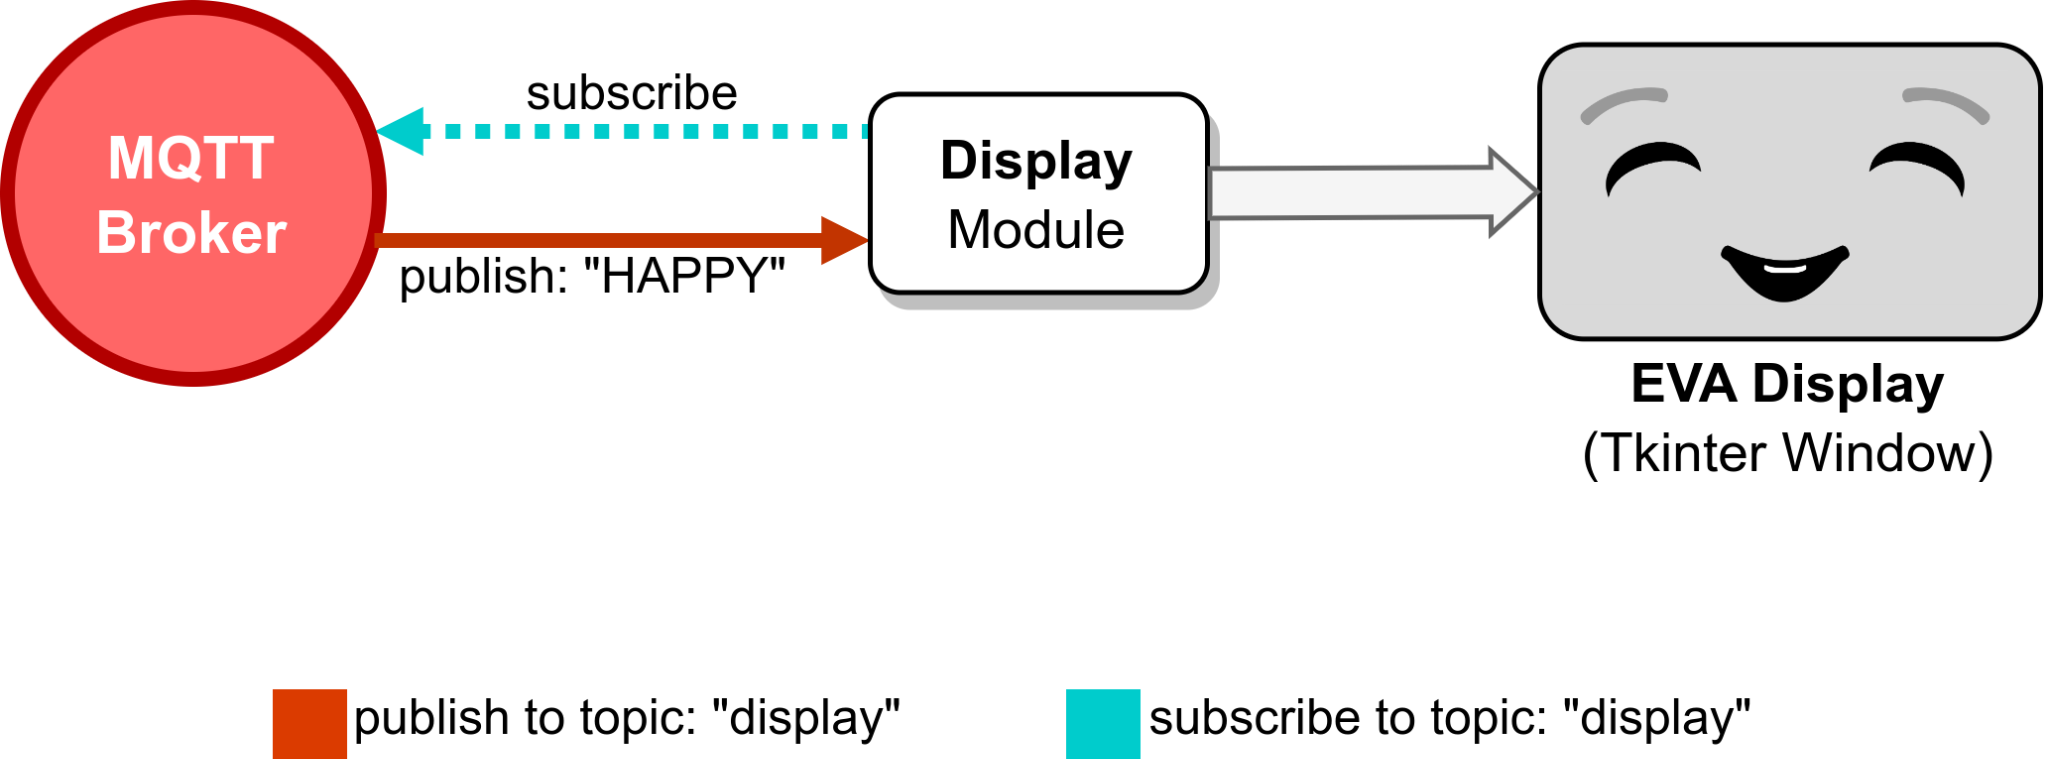 MQTT
Broker
subscribe
publish: "HAPPY"
Display
Module
EVA Display
(Tkinter Window)
publish to topic: "display"
subscribe to topic: "display"